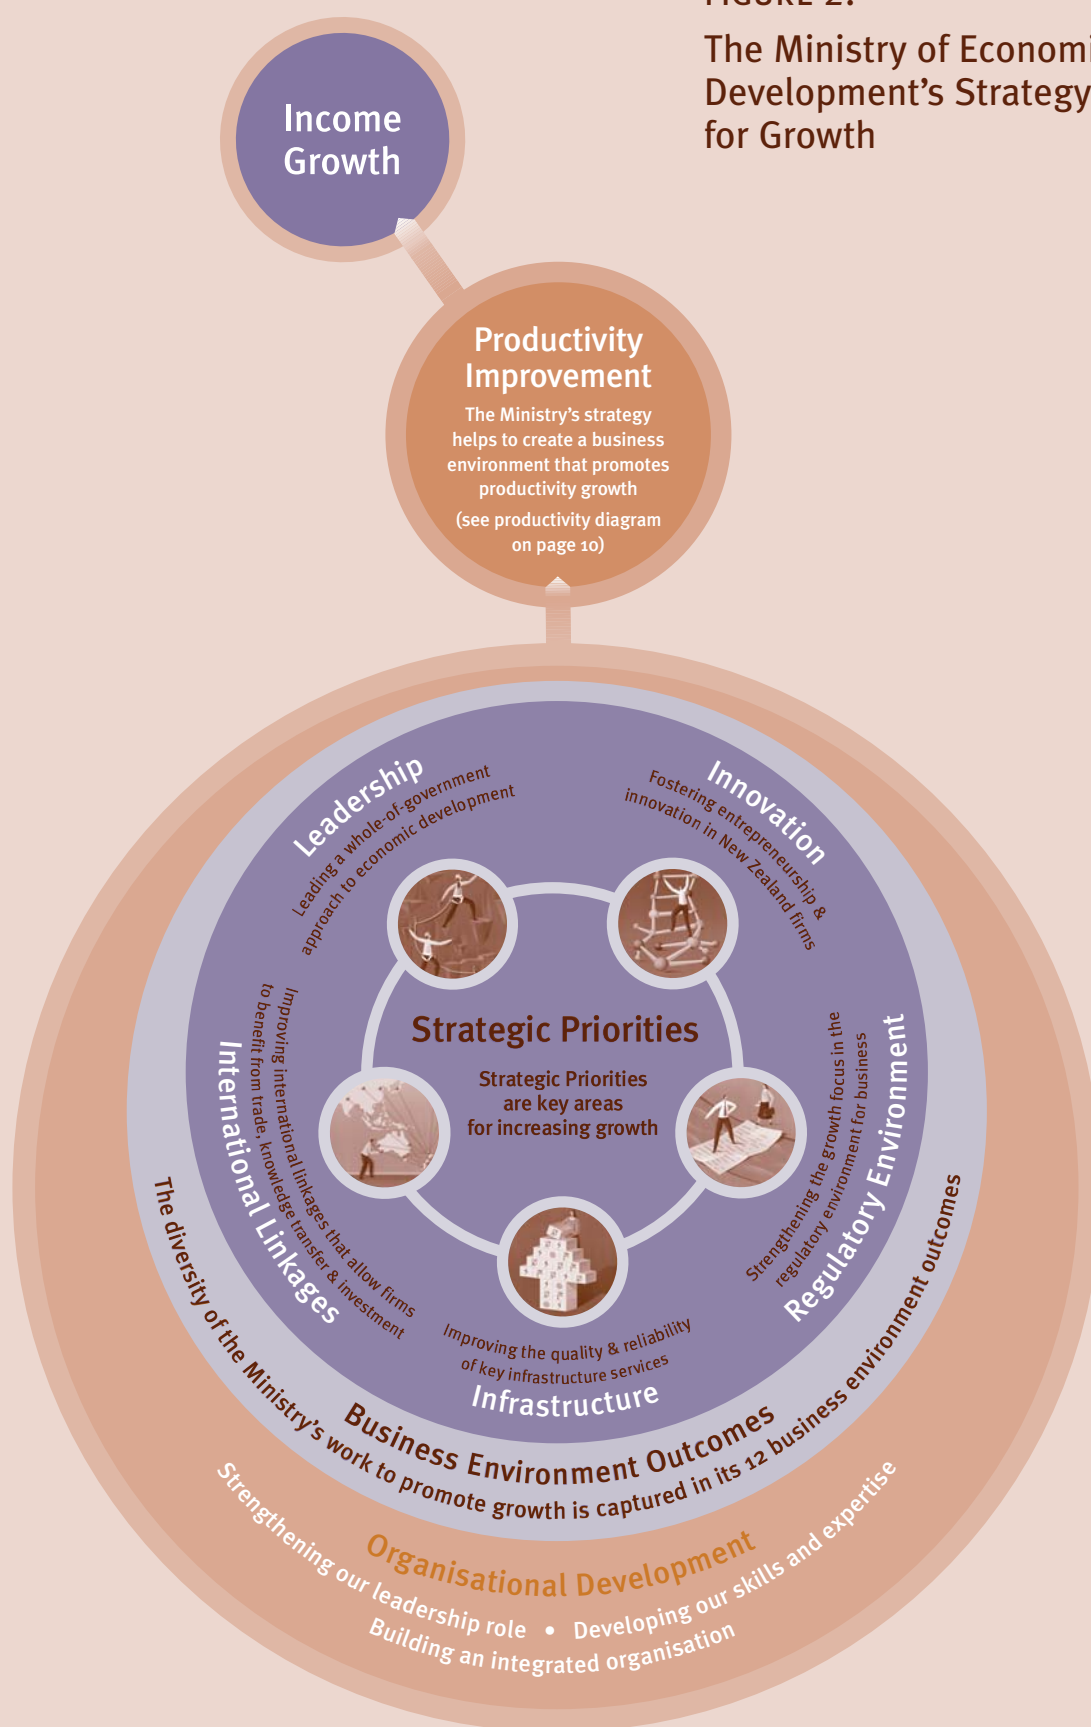 FIGURE 2:
The Ministry of Economi
Development's Strategy
for Growth
Income
Growth
Productivity
Improvement
The Ministry's strategy
helps to create a business
environment that promotes
productivity growth
(see productivity diagram
on page 10)
Leadership
Leading a whole-of-government
approach to economic development
Innovation
Fostering entrepreneurship &
innovation in New Zealand firms
Strategic Priorities
Strategic Priorities
are key areas
for increasing growth
International Linkages
Improving international linkages that allow firms
to benefit from trade, knowledge transfer & investment
Strengthening the growth focus in the
regulatory environment for business
Regulatory Environment
Improving the quality & reliability
of key infrastructure services
Infrastructure
Business Environment Outcomes
The diversity of the Ministry's work to promote growth is captured in its 12 business environment outcomes
Organisational Development
Strengthening our leadership role • Developing our skills and expertise
Building an integrated organisation